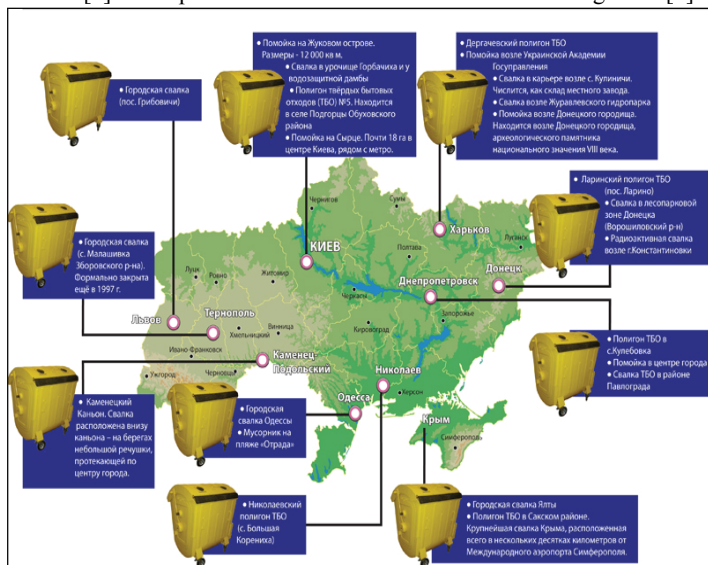 • Городская свалка
(пос. Грибовичи)
• Помойка на Жуковом острове.
Размеры - 12 000 кв м.
• Свалка в урочище Горбачиха и у
водозащитной дамбы
• Полигон твёрдых бытовых
отходов (ТБО) №5. Находится
в селе Подгорцы Обуховского
района
• Помойка на Сырце. Почти 18 га в
центре Киева, рядом с метро.
• Дергачевский полигон ТБО
• Помойка возле Украинской Академии
Госуправления
• Свалка в карьере возле с. Кулиничи.
Числится, как склад местного завода.
• Свалка возле Журавлевского гидропарка
• Помойка возле Донецкого городища.
Находится возле Донецкого городища,
археологического памятника
национального значения VIII века.
Ларинский полигон ТБО
(пос. Ларино)
• Свалка в лесопарковой
зоне Донецка
(Ворошиловский р-н)
• Радиоактивная свалка
возле г.Константиновки
• Городская свалка
(с. Малашивка
Зборовского р-на).
Формально закрыта
ещё в 1997 г.
Чернигов
Сумы
Харьков
КИЕВ
Луцк
Ровно
Житомир
Полтава
Луганск
Черкассы
Днепропетровск
Донецк
Львов
Тернополь
Хмельницкий
Винница
Кировоград
Запорожье
Ивано-Франковск
Каменец-
Подольский
Ужгород
Черновцы
Николаев
Херсон
Одесса
Крым
Симферополь
• Полигон ТБО в
с.Кулебовка
• Помойка в центре города
• Свалка ТБО в районе
Павлограда
• Каменецкий
Каньон. Свалка
расположена внизу
каньона – на берегах
небольшой речушки,
протекающей по
центру города.
• Городская
свалка Одессы
• Мусорник на
пляже «Отрада»
• Николаевский
полигон ТБО
(с. Большая
Корениха)
• Городская свалка Ялты
• Полигон ТБО в Сакском районе.
Крупнейшая свалка Крыма, расположенная
всего в нескольких десятках километров от
Международного аэропорта Симферополя.